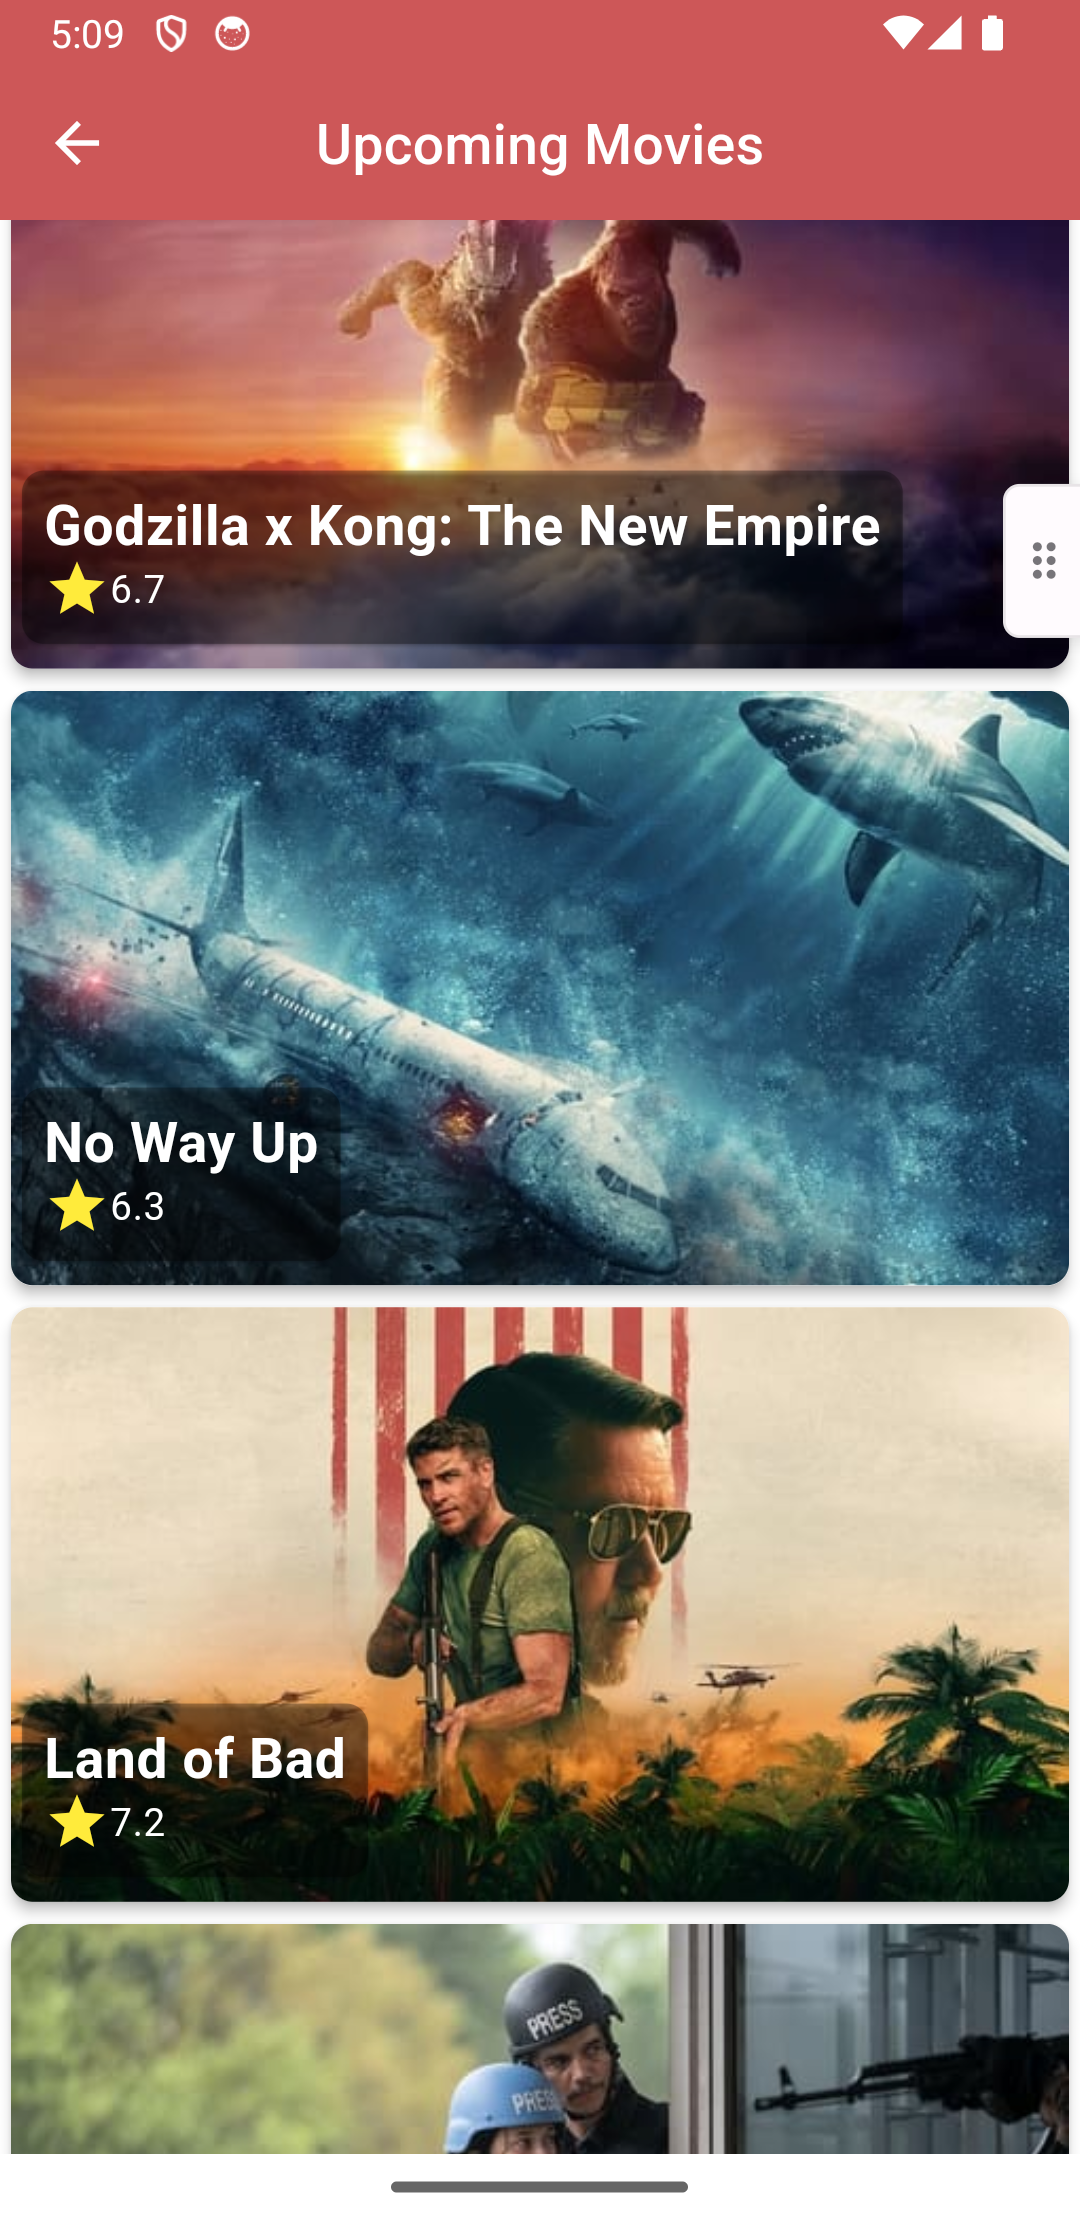 5:09
Upcoming Movies
Godzilla x Kong: The New Empire
6.7
No Way Up
6.3
Land of Bad
7.2
PRESS